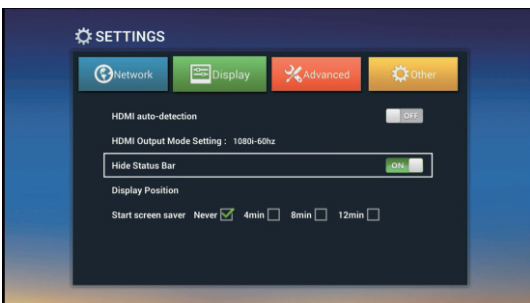 SETTINGS
Network Display Advanced Other
HDMI auto-detection OFF
HDMI Output Mode Setting : 1080i-60hz
Hide Status Bar ON
Display Position
Start screen saver Never 4min 8min 12min